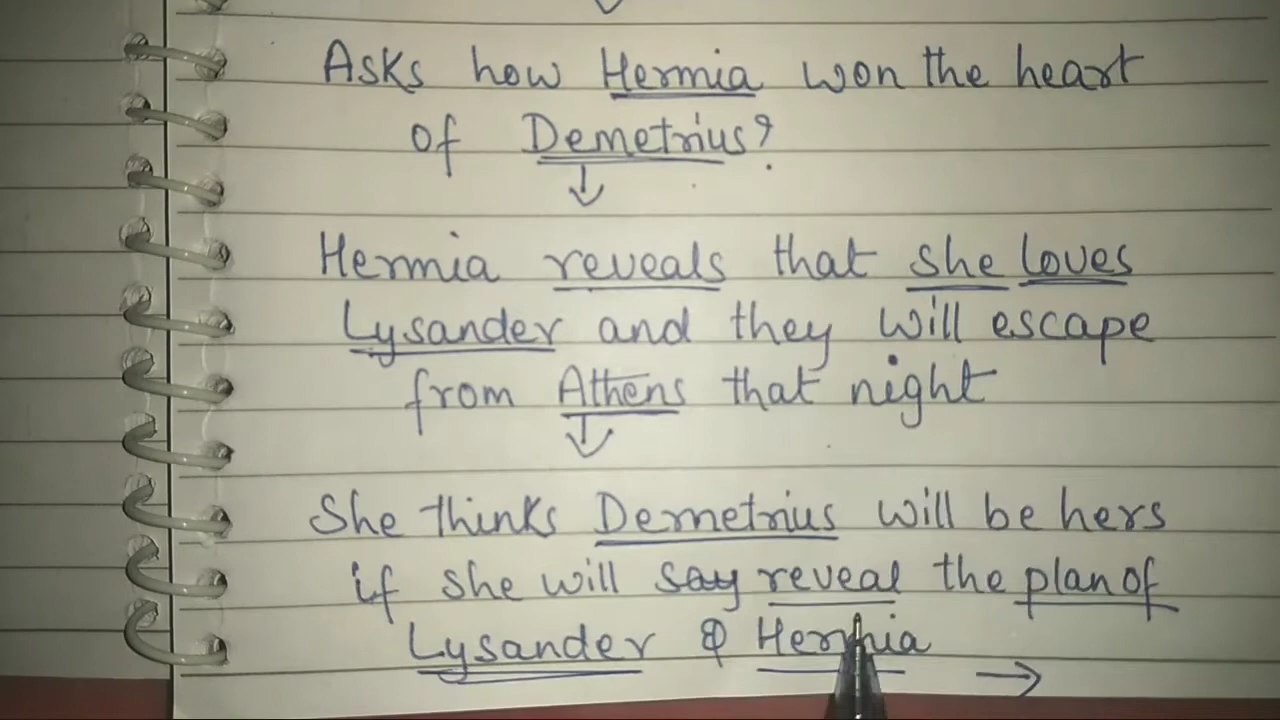 Asks how Hermia won the heart
of Demetrius?
↓
Hermia reveals that she loves
Lysander and they will escape
from Athens that night
↓
She thinks Demetrius will be hers
if she will say reveal the plan of
Lysander & Hermia →